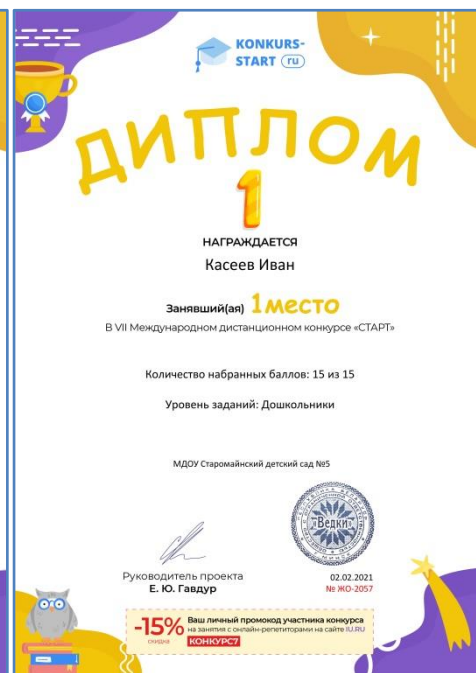 KONKURS-
START ru
ДИПЛОМ
1
НАГРАЖДАЕТСЯ
Касеев Иван
Занявший(ая) 1 место
В VII Международном дистанционном конкурсе «СТАРТ»
Количество набранных баллов: 15 из 15
Уровень заданий: Дошкольники
МДОУ Старомайнский детский сад №5
"Ведки"
Руководитель проекта
Е. Ю. Гавдур
02.02.2021
№ ЖО-2057
-15%
скидка
Ваш личный промокод участника конкурса
на занятия с онлайн-репетиторами на сайте IU.RU
КОНКУРС7